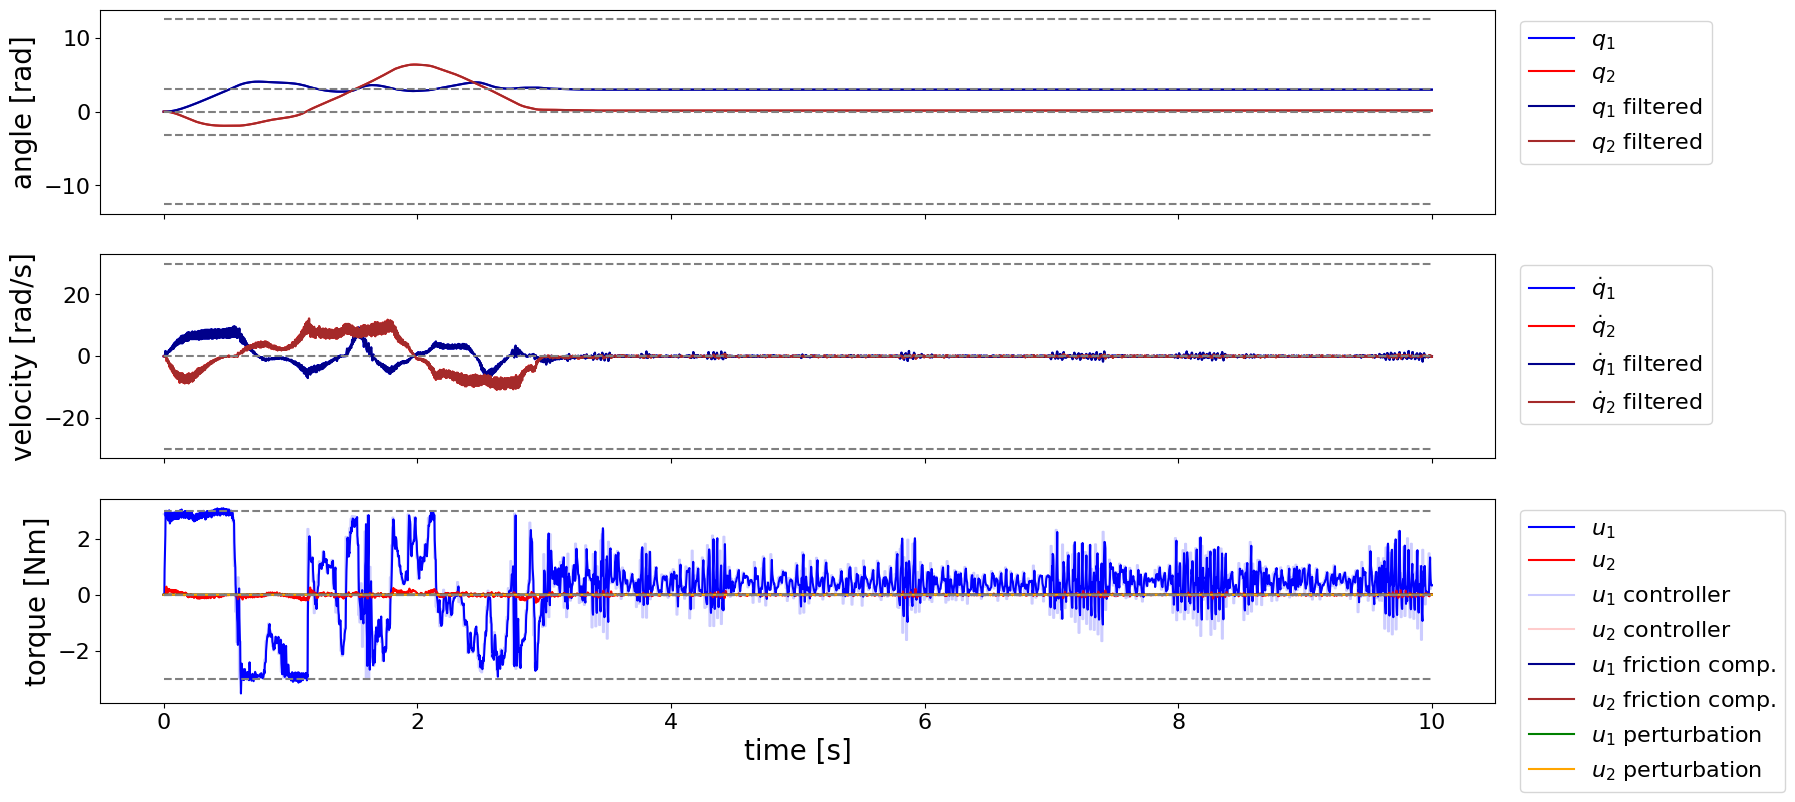 angle [rad]
10
0
−10
q₁
q₂
q₁ filtered
q₂ filtered
velocity [rad/s]
20
0
−20
q̇₁
q̇₂
q̇₁ filtered
q̇₂ filtered
torque [Nm]
2
0
−2
0
2
4
6
8
10
time [s]
u₁
u₂
u₁ controller
u₂ controller
u₁ friction comp.
u₂ friction comp.
u₁ perturbation
u₂ perturbation